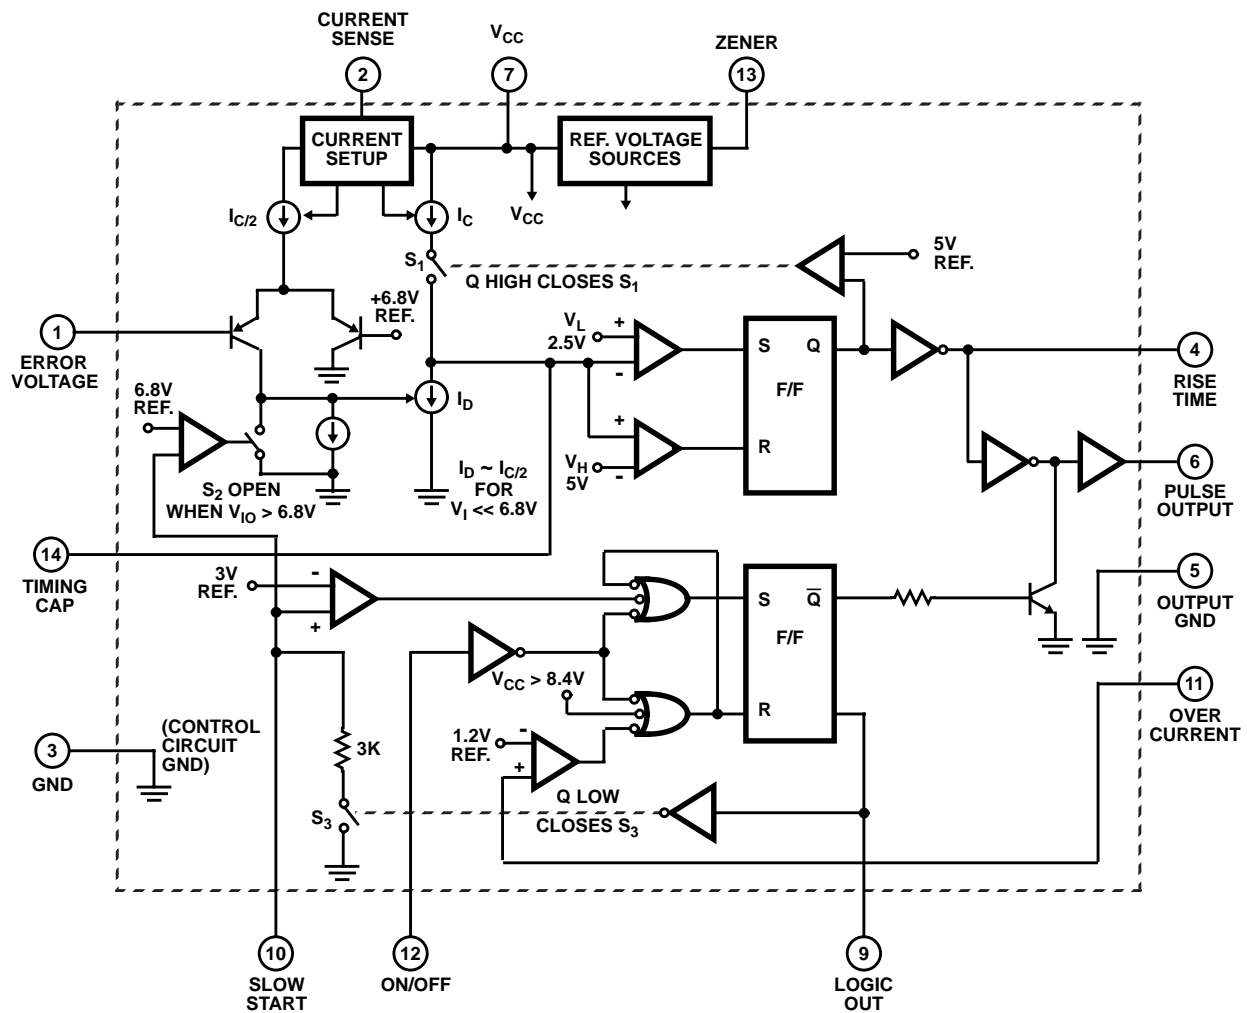 CURRENT
SENSE
2
VCC
7
ZENER
13
CURRENT
SETUP
REF. VOLTAGE
SOURCES
IC/2
IC
VCC
S1
Q HIGH CLOSES S1
5V
REF.
1
ERROR
VOLTAGE
+6.8V
REF.
VL
2.5V
+
-
S
Q
F/F
R
4
RISE
TIME
6.8V
REF.
ID
+
VH
5V
-
6
PULSE
OUTPUT
S2 OPEN
WHEN VIO > 6.8V
ID ~ IC/2
FOR
VI << 6.8V
14
TIMING
CAP
3V
REF.
-
+
S
Q
F/F
R
5
OUTPUT
GND
VCC > 8.4V
11
OVER
CURRENT
3
GND
(CONTROL
CIRCUIT
GND)
3K
1.2V
REF.
-
+
S3
Q LOW
CLOSES S3
10
SLOW
START
12
ON/OFF
9
LOGIC
OUT